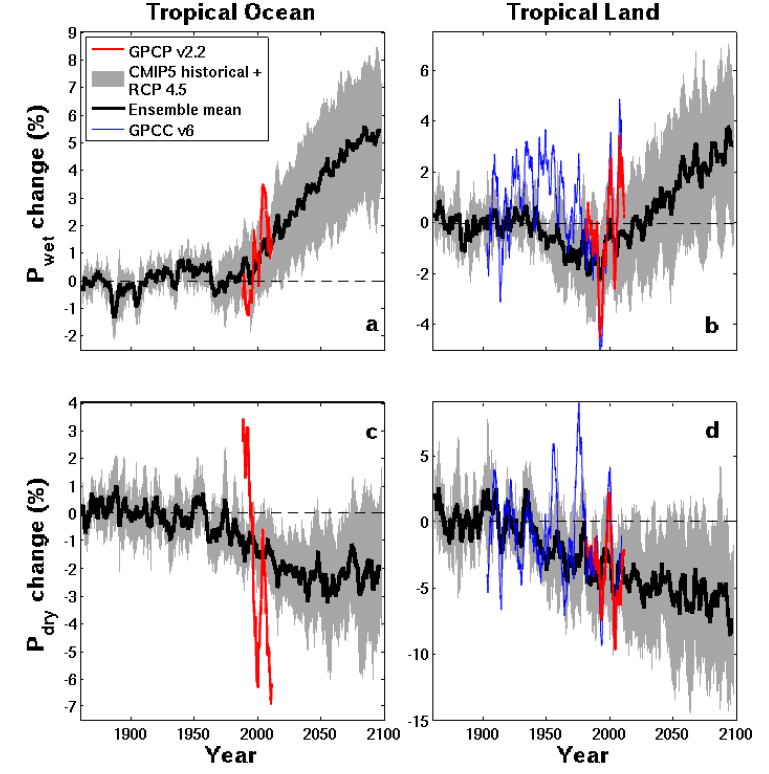 Tropical Ocean
Tropical Land
P_wet change (%)
9
8
7
6
5
4
3
2
1
0
-1
-2
GPCP v2.2
CMIP5 historical +
RCP 4.5
Ensemble mean
GPCC v6
a
6
4
2
0
-2
-4
b
P_dry change (%)
4
3
2
1
0
-1
-2
-3
-4
-5
-6
-7
c
1900 1950 2000 2050 2100
Year
5
0
-5
-10
-15
d
1900 1950 2000 2050 2100
Year